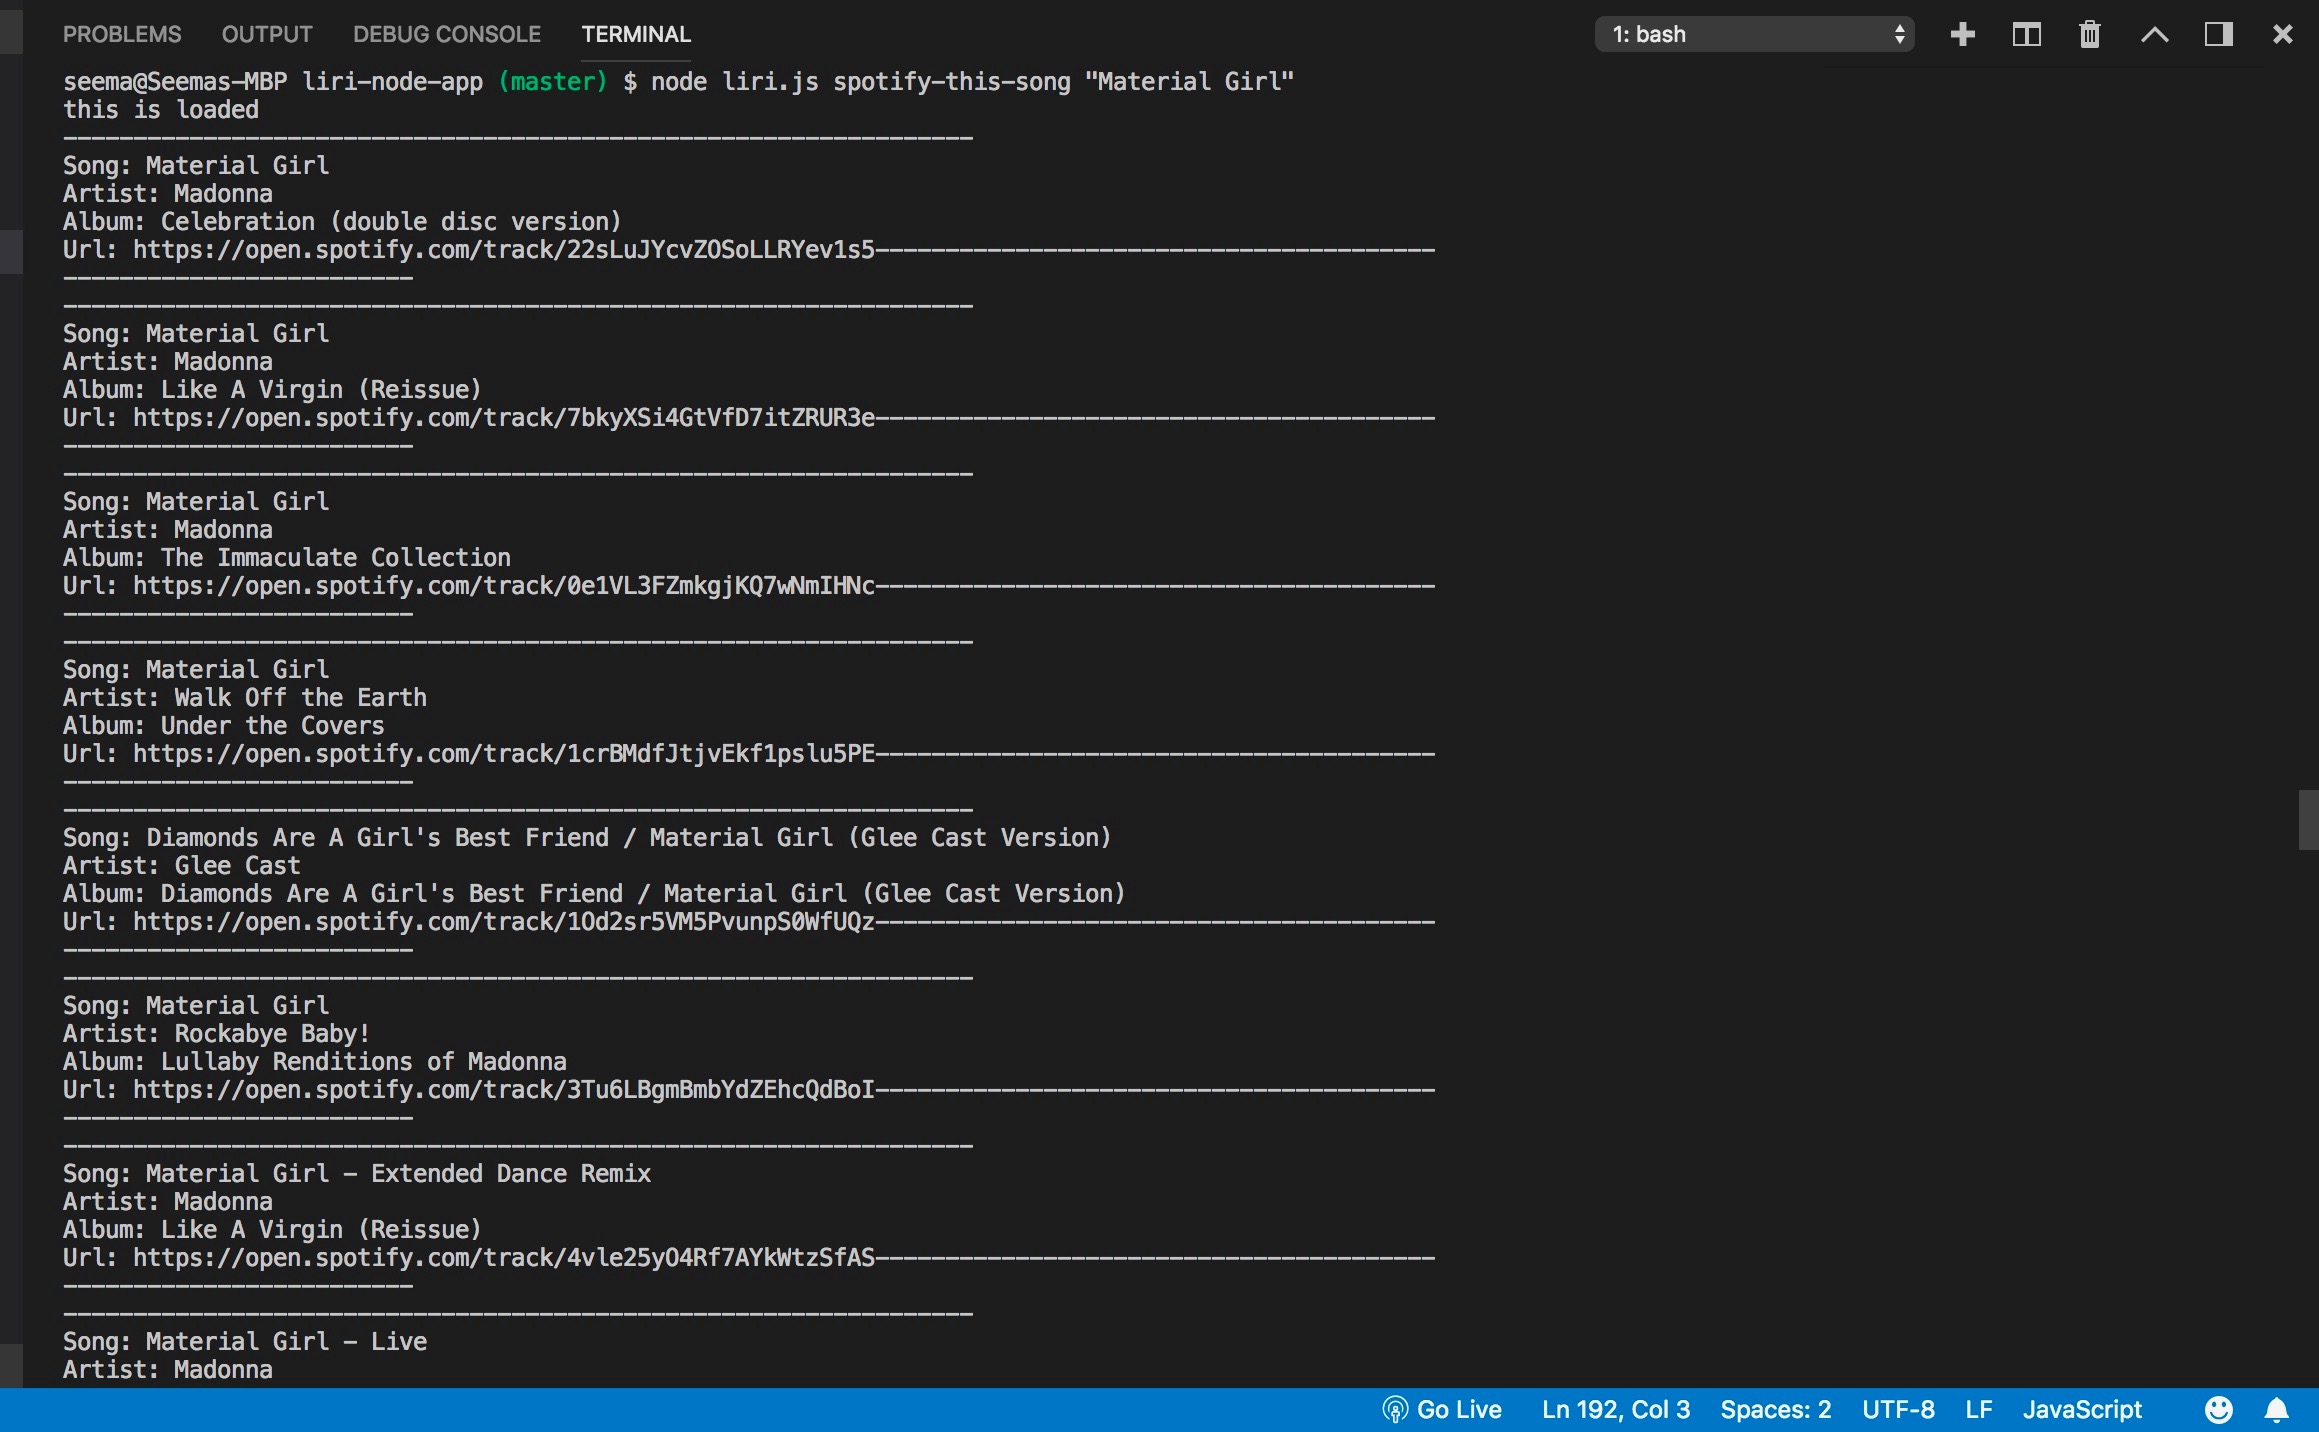 PROBLEMS OUTPUT DEBUG CONSOLE TERMINAL 1: bash
seema@Seemas-MBP liri-node-app (master) $ node liri.js spotify-this-song "Material Girl"
this is loaded
-----------------------------------------------------------------
Song: Material Girl
Artist: Madonna
Album: Celebration (double disc version)
Url: https://open.spotify.com/track/22sLuJYcvZOSoLLRYev1s5----------------------------------------
-------------------------
-----------------------------------------------------------------
Song: Material Girl
Artist: Madonna
Album: Like A Virgin (Reissue)
Url: https://open.spotify.com/track/7bkyXSi4GtVfD7itZRUR3e----------------------------------------
-------------------------
-----------------------------------------------------------------
Song: Material Girl
Artist: Madonna
Album: The Immaculate Collection
Url: https://open.spotify.com/track/0e1VL3FZmkgjKQ7wNmIHNc----------------------------------------
-------------------------
-----------------------------------------------------------------
Song: Material Girl
Artist: Walk Off the Earth
Album: Under the Covers
Url: https://open.spotify.com/track/1crBMdfJtjvEkf1pslu5PE----------------------------------------
-------------------------
-----------------------------------------------------------------
Song: Diamonds Are A Girl's Best Friend / Material Girl (Glee Cast Version)
Artist: Glee Cast
Album: Diamonds Are A Girl's Best Friend / Material Girl (Glee Cast Version)
Url: https://open.spotify.com/track/1Od2sr5VM5PvunpS0WfUQz----------------------------------------
-------------------------
-----------------------------------------------------------------
Song: Material Girl
Artist: Rockabye Baby!
Album: Lullaby Renditions of Madonna
Url: https://open.spotify.com/track/3Tu6LBgmBmbYdZEhcQdBoI----------------------------------------
-------------------------
-----------------------------------------------------------------
Song: Material Girl - Extended Dance Remix
Artist: Madonna
Album: Like A Virgin (Reissue)
Url: https://open.spotify.com/track/4vle25yO4Rf7AYkWtzSfAS----------------------------------------
-------------------------
-----------------------------------------------------------------
Song: Material Girl - Live
Artist: Madonna
Go Live Ln 192, Col 3 Spaces: 2 UTF-8 LF JavaScript